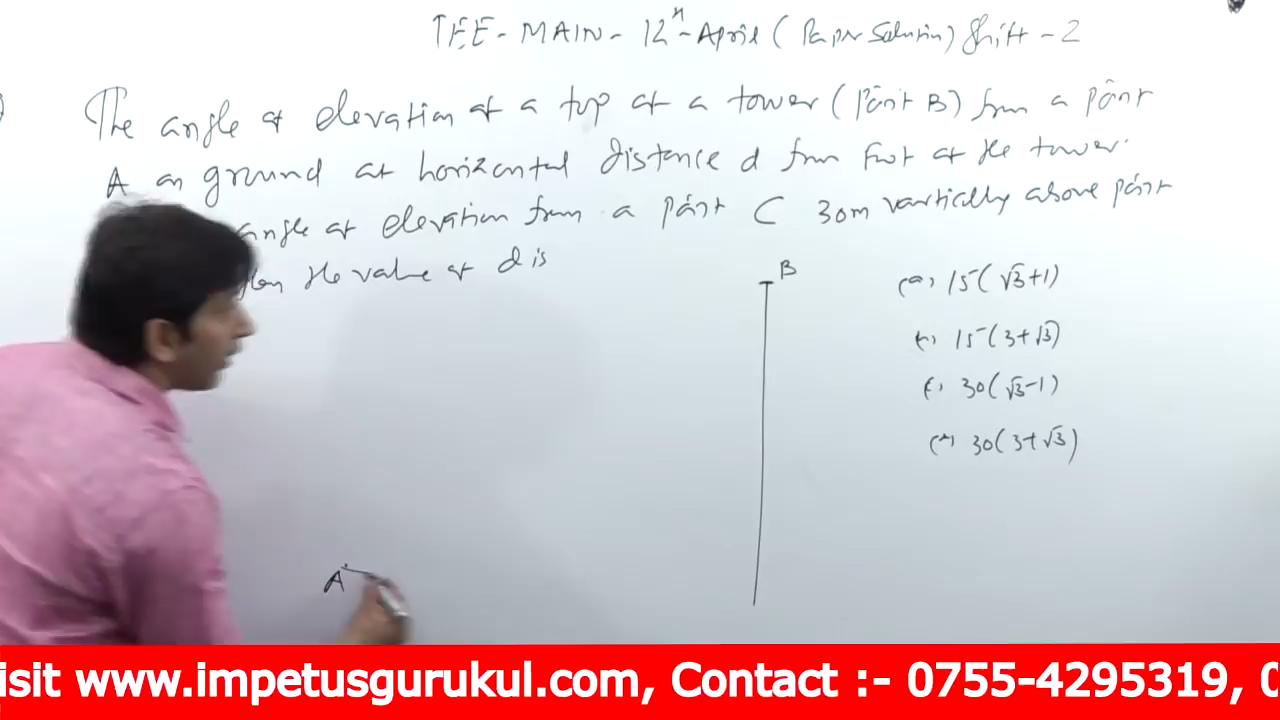 JEE - MAIN - 12th April (Paper Solution) Shift - 2
The angle of elevation of a top of a tower (Point B) from a point
A on ground at horizontal distance d from foot of the tower.
angle of elevation from a point C 30m vertically above point
the value of d is
B
(a) 15(√3+1)
15(3+√3)
30(√3-1)
30(3+√3)
A
isit www.impetusgurukul.com, Contact :- 0755-4295319, 0